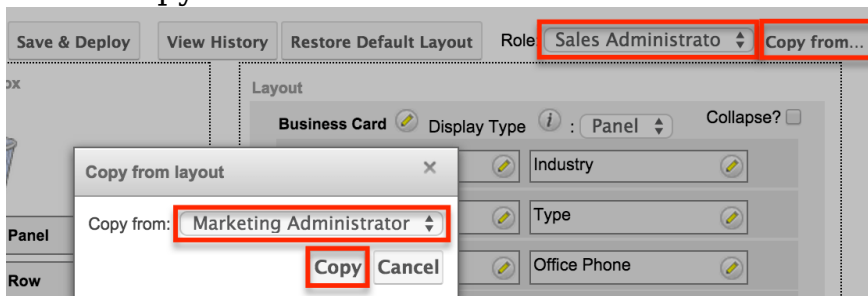 Save & Deploy View History Restore Default Layout Role Sales Administrato Copy from...
Layout
Business Card Display Type i : Panel Collapse?
Copy from layout ×
Industry
Copy from: Marketing Administrator
Type
Panel
Copy Cancel
Office Phone
Row